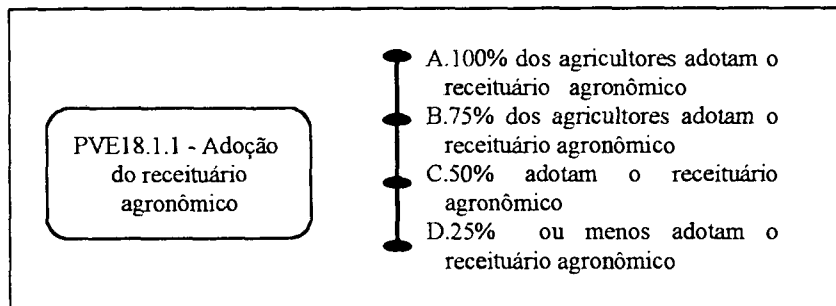 PVE18.1.1 - Adoção
do receituário
agronômico
A.100% dos agricultores adotam o
receituário agronômico
B.75% dos agricultores adotam o
receituário agronômico
C.50% adotam o receituário
agronômico
D.25% ou menos adotam o
receituário agronômico